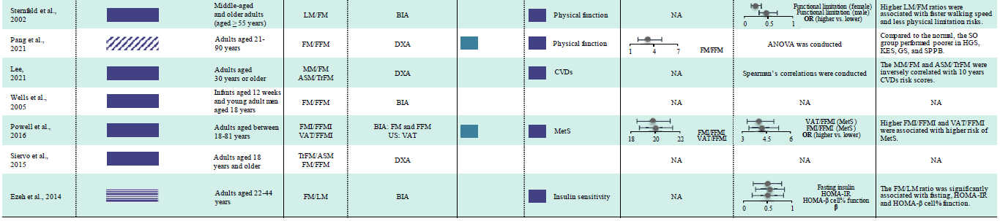 Sternfeld et al., 2002
Middle-aged
and older adults
(aged ≥ 55 years)
LM/FM
BIA
Physical function
NA
Functional limitation (female)
Functional limitation (male)
OR (higher vs. lower)
0 0.5 1
Higher LM/FM ratios were
associated with faster walking speed
and less physical limitation risks.
Pang et al.,
2021
Adults aged 21-
90 years
FM/FFM
DXA
Physical function
1 4 7
FM/FFM
ANOVA was conducted
Compared to the normal, the SO
group performed poorer in HGS,
KES, GS, and SPPB.
Lee,
2021
Adults aged
30 years or older
MM/FM
ASM/TrFM
DXA
CVDs
NA
Spearman's correlations were conducted
The MM/FM and ASM/TrFM were
inversely correlated with 10 years
CVDs risk scores.
Wells et al.,
2005
Infants aged 12 weeks
and young adult men
aged 18 years
FM/FFM
BIA
NA
NA
NA
Powell et al.,
2016
Adults aged between
18-81 years
FMI/FFMI
VAT/FFMI
BIA: FM and FFM
US: VAT
MetS
18 20 22
FMI/FFMI
VAT/FFMI
VAT/FFMI (MetS)
FMI/FFMI (MetS)
OR (higher vs. lower)
3 4.5 6
Higher FMI/FFMI and VAT/FFMI
were associated with higher risk of
MetS.
Siervo et al.,
2015
Adults aged 18
years and older
TrFM/ASM
FM/FFM
DXA
NA
NA
NA
Ezeh et al., 2014
Adults aged 22-44
years
FM/LM
BIA
Insulin sensitivity
NA
Fasting insulin
HOMA-IR
HOMA-β cell% function
β
0 0.5 1
The FM/LM ratio was significantly
associated with fasting, HOMA-IR
and HOMA-β cell% function.